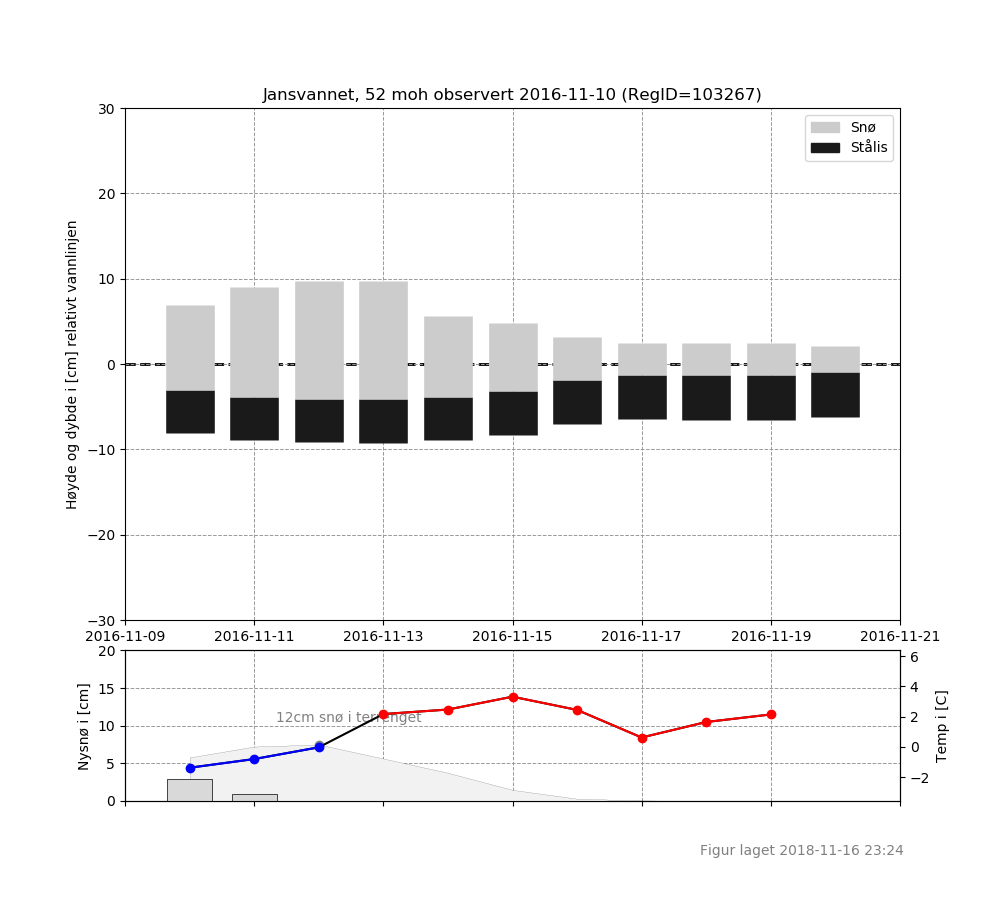 Jansvannet, 52 moh observert 2016-11-10 (RegID=103267)
Snø
Stålis
Høyde og dybde i [cm] relativt vannlinjen
30
20
10
0
−10
−20
−30
2016-11-09 2016-11-11 2016-11-13 2016-11-15 2016-11-17 2016-11-19 2016-11-21
Nysnø i [cm]
20
15
10
5
0
12cm snø i terrenget
6
4
2
0
−2
Temp i [C]
Figur laget 2018-11-16 23:24